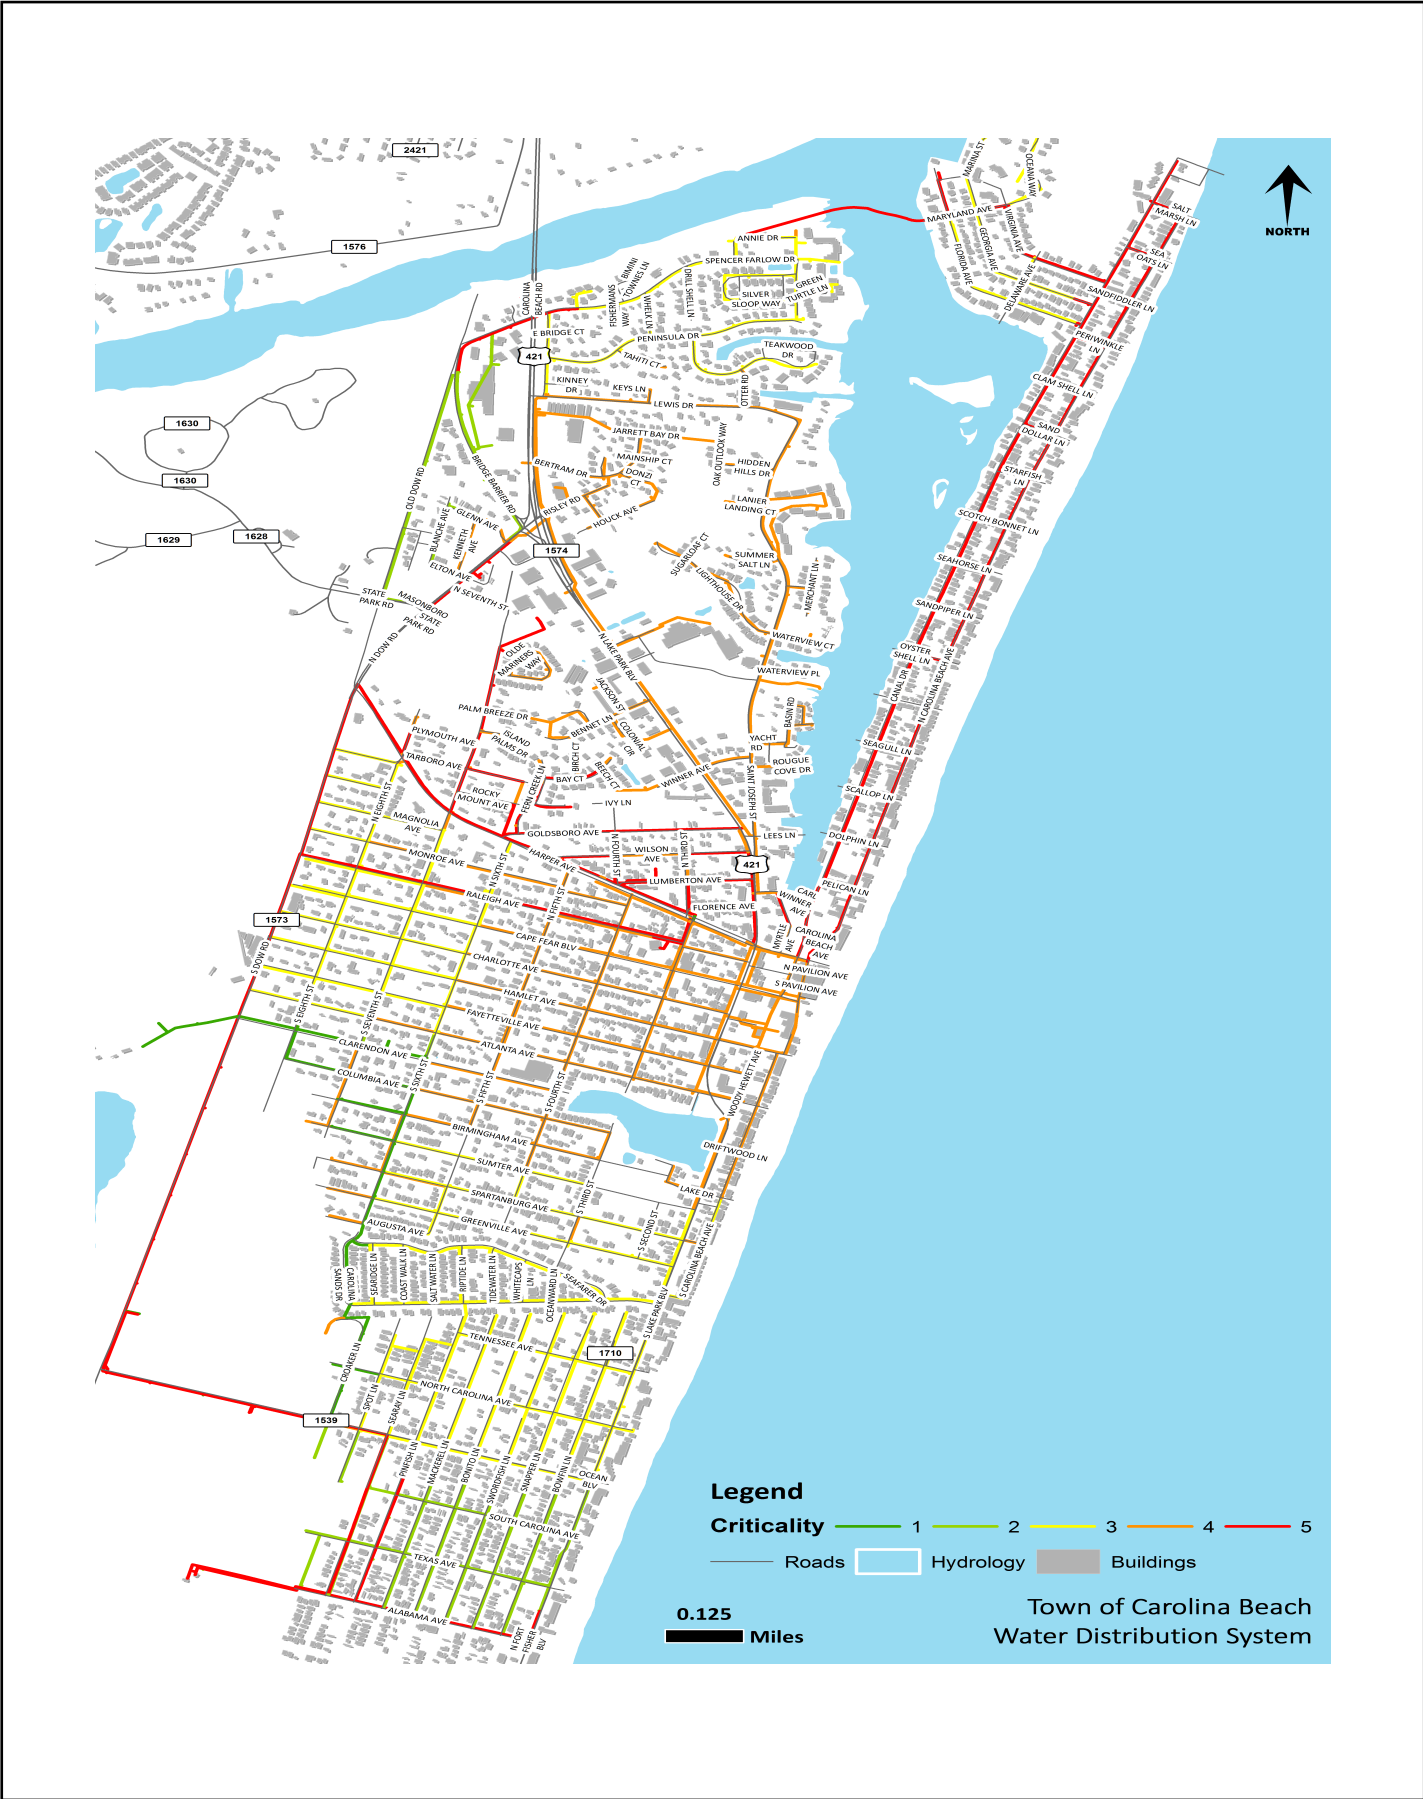 2421
MARINA ST
OCEANA WAY
NORTH
SALT
MARSH LN
MARYLAND AVE
VIRGINIA AVE
GEORGIA AVE
FLORIDA AVE
DELAWARE AVE
SEA
OATS LN
SANDFIDDLER LN
PERIWINKLE
LN
CLAM SHELL LN
SAND
DOLLAR LN
STARFISH
LN
SCOTCH BONNET LN
SEAHORSE LN
SANDPIPER LN
OYSTER
SHELL LN
CANAL DR
N CAROLINA BEACH AVE
SEAGULL LN
SCALLOP LN
DOLPHIN LN
PELICAN LN
1576
ANNIE DR
SPENCER FARLOW DR
SILVER
SLOOP WAY
GREEN
TURTLE LN
CAROLINA
BEACH RD
FISHERMANS
WAY
BIMINI
TOWNES LN
WHELK LN
DRILL SHELL LN
E BRIDGE CT
421
PENINSULA DR
TAHITI CT
TEAKWOOD
DR
KINNEY
DR
KEYS LN
LEWIS DR
OTTER RD
JARRETT BAY DR
OAK OUTLOOK WAY
MAINSHIP CT
BERTRAM DR
DONZI
CT
HIDDEN
HILLS DR
LANIER
LANDING CT
RISLEY RD
HOUCK AVE
1630
1630
1629
1628
OLD DOW RD
BRIDGE BARRIER RD
BLANCHE AVE
GLENN AVE
KENNETH
AVE
ELTON AVE
1574
N SEVENTH ST
STATE
PARK RD
MASONBORO
STATE
PARK RD
N DOW RD
SUGARLOAF CT
LIGHTHOUSE DR
SUMMER
SALT LN
MERCHANT LN
WATERVIEW CT
WATERVIEW PL
N LAKE PARK BLV
OLDE
MARINERS
WAY
JACKSON ST
PALM BREEZE DR
BENNET LN
COLONIAL
CIR
ISLAND
PALMS DR
PLYMOUTH AVE
TARBORO AVE
BIRCH CT
BEECH CT
BAY CT
FERN CREEK LN
ROCKY
MOUNT AVE
BASIN RD
YACHT
RD
ROUGUE
COVE DR
WINNER AVE
SAINT JOSEPH ST
IVY LN
GOLDSBORO AVE
LEES LN
N EIGHTH ST
MAGNOLIA
AVE
MONROE AVE
HARPER AVE
N SIXTH ST
N FOURTH ST
WILSON
AVE
N THIRD ST
421
LUMBERTON AVE
FLORENCE AVE
CARL
WINNER
AVE
MYRTLE
AVE
CAROLINA
BEACH
AVE
N PAVILION AVE
S PAVILION AVE
RALEIGH AVE
N FIFTH ST
CAPE FEAR BLV
CHARLOTTE AVE
HAMLET AVE
FAYETTEVILLE AVE
ATLANTA AVE
1573
S DOW RD
S EIGHTH ST
S SEVENTH ST
CLARENDON AVE
COLUMBIA AVE
S SIXTH ST
S FIFTH ST
S FOURTH ST
WOODY HEWETT AVE
BIRMINGHAM AVE
SUMTER AVE
SPARTANBURG AVE
GREENVILLE AVE
AUGUSTA AVE
S THIRD ST
S SECOND ST
DRIFTWOOD LN
LAKE DR
S CAROLINA BEACH AVE
CAROLINA
SANDS DR
SEARIDGE LN
COAST WALK LN
SALT WATER LN
RIPTIDE LN
TIDEWATER LN
WHITECAPS
LN
OCEANWARD LN
SEAFARER DR
S LAKE PARK BLV
TENNESSEE AVE
1710
CROAKER LN
SPOT LN
SEARAY LN
NORTH CAROLINA AVE
1539
PINFISH LN
MACKEREL LN
BONITO LN
SWORDFISH LN
SNAPPER LN
BOWFIN LN
OCEAN
BLV
SOUTH CAROLINA AVE
TEXAS AVE
ALABAMA AVE
N FORT
FISHER
BLV
Legend
Criticality 1 2 3 4 5
Roads Hydrology Buildings
0.125
Miles
Town of Carolina Beach
Water Distribution System